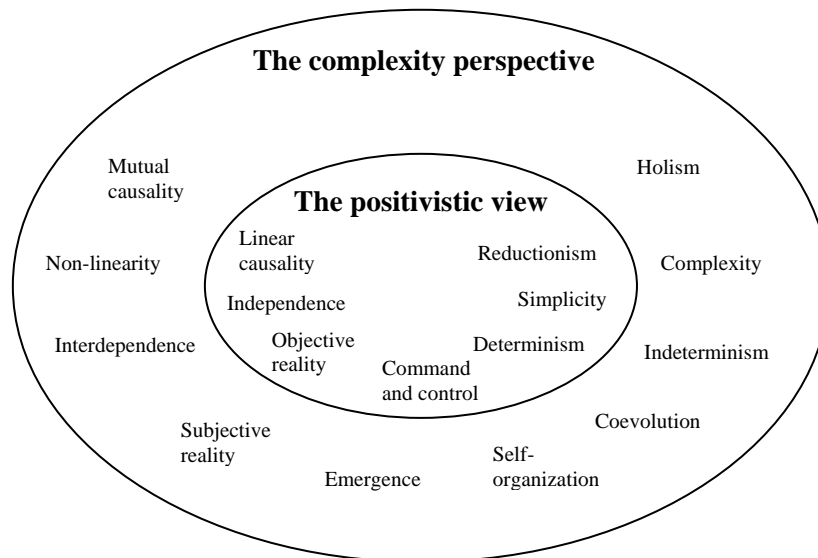 The complexity perspective
Mutual
causality
Holism
The positivistic view
Linear
causality
Reductionism
Non-linearity
Complexity
Independence
Simplicity
Interdependence
Objective
reality
Determinism
Indeterminism
Command
and control
Coevolution
Subjective
reality
Self-
organization
Emergence